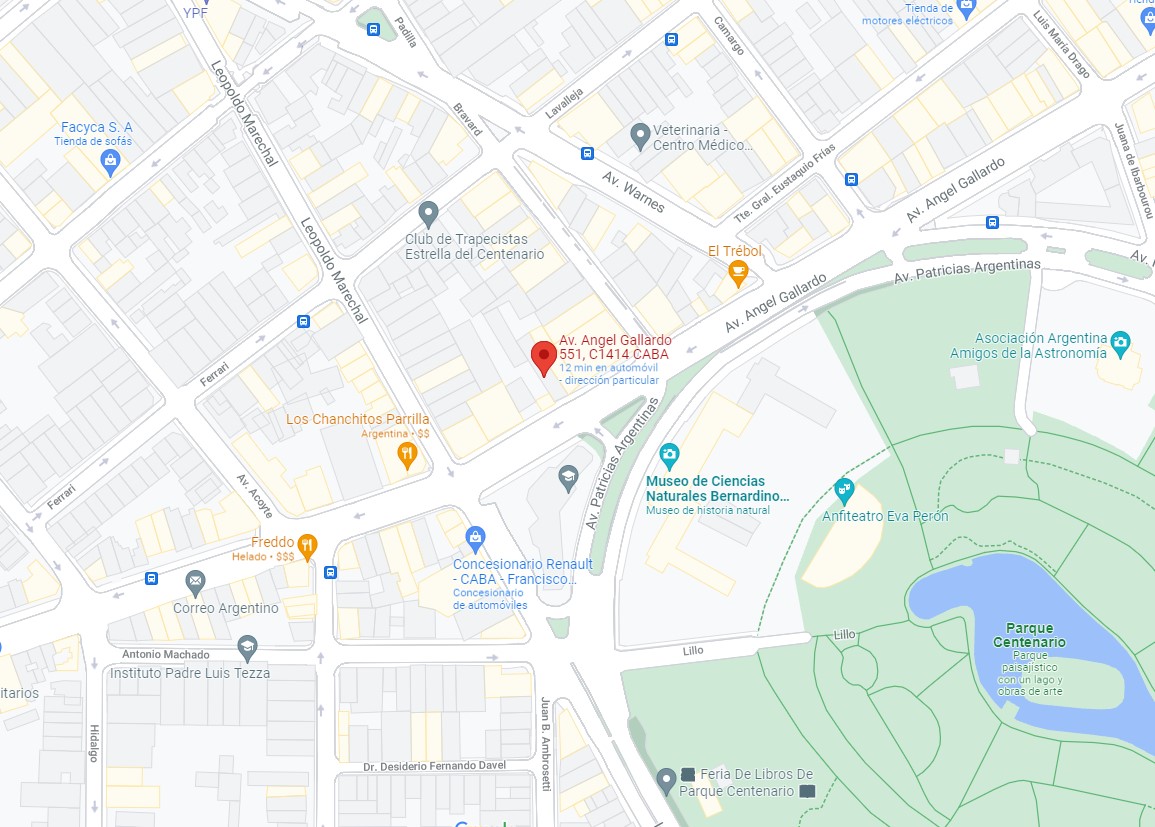 YPF
Padilla
Tienda de
motores eléctricos
Camargo
Luis María Drago
Leopoldo Marechal
Bravard
Lavalleja
Facyca S. A
Tienda de sofás
Veterinaria -
Centro Médico...
Juana de Ibarbourou
Av. Warnes
Tte. Gral. Eustaquio Frías
Av. Angel Gallardo
Club de Trapecistas
Estrella del Centenario
Leopoldo Marechal
El Trébol
Av. Patricias Argentinas
Av. Angel Gallardo
Av. Angel Gallardo
551, C1414 CABA
12 min en automóvil
- dirección particular
Asociación Argentina
Amigos de la Astronomía
Ferrari
Los Chanchitos Parrilla
Argentina • $$
Av. Patricias Argentinas
Museo de Ciencias
Naturales Bernardino...
Museo de historia natural
Ferrari
Av. Acoyte
Anfiteatro Eva Perón
Freddo
Helado • $$$
Concesionario Renault
- CABA - Francisco...
Concesionario
de automóviles
Correo Argentino
Parque
Centenario
Parque
paisajístico
con un lago y
obras de arte
Lillo
Lillo
Antonio Machado
Instituto Padre Luis Tezza
itarios
Hidalgo
Juan B. Ambrosetti
Dr. Desiderio Fernando Davel
Feria De Libros De
Parque Centenario